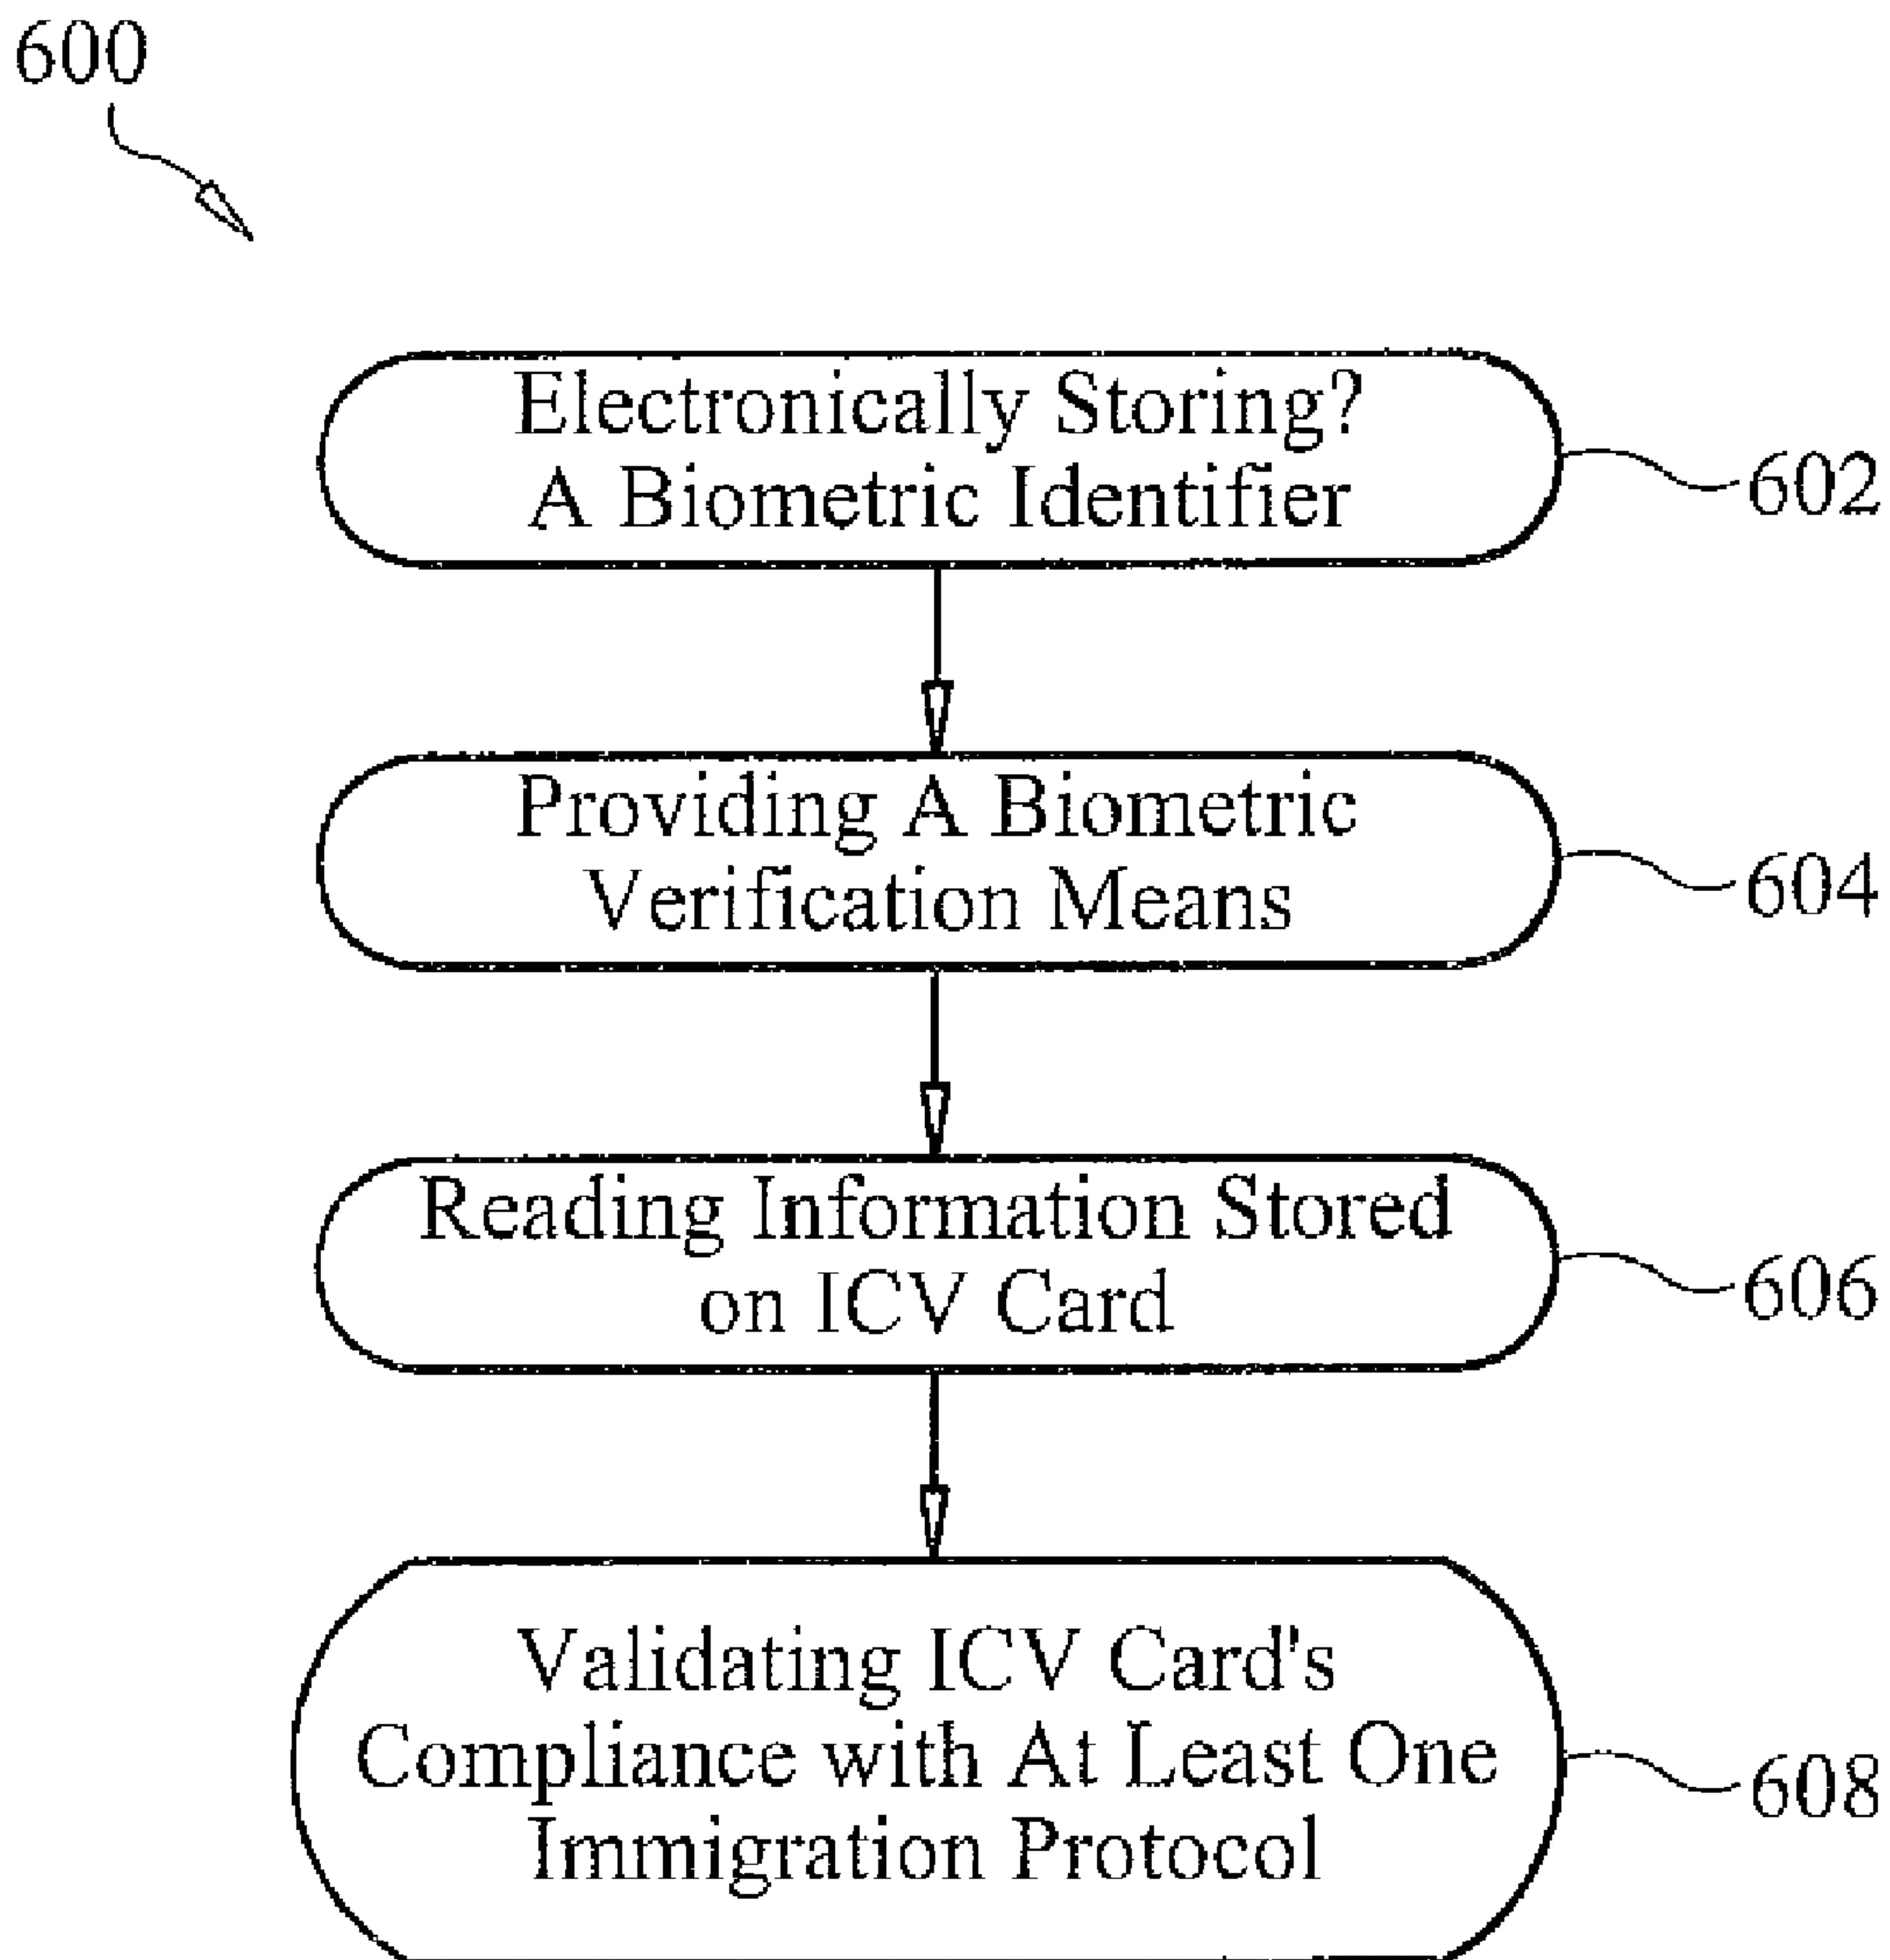 600
Electronically Storing?
A Biometric Identifier
602
Providing A Biometric
Verification Means
604
Reading Information Stored
on ICV Card
606
Validating ICV Card's
Compliance with At Least One
Immigration Protocol
608